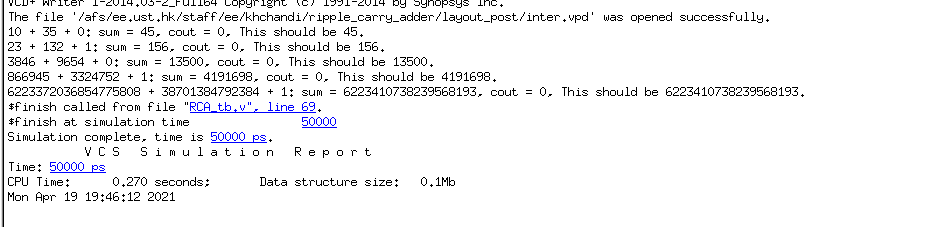 VCD+ Writer I-2014.03-2_Full64 Copyright (c) 1991-2014 by Synopsys Inc.
The file '/afs/ee.ust.hk/staff/ee/khchandi/ripple_carry_adder/layout_post/inter.vpd' was opened successfully.
10 + 35 + 0: sum = 45, cout = 0, This should be 45.
23 + 132 + 1: sum = 156, cout = 0, This should be 156.
3846 + 9654 + 0: sum = 13500, cout = 0, This should be 13500.
866945 + 3324752 + 1: sum = 4191698, cout = 0, This should be 4191698.
6223372036854775808 + 38701384792384 + 1: sum = 6223410738239568193, cout = 0, This should be 6223410738239568193.
$finish called from file "RCA_tb.v", line 69.
$finish at simulation time 50000
Simulation complete, time is 50000 ps.
V C S S i m u l a t i o n R e p o r t
Time: 50000 ps
CPU Time: 0.270 seconds; Data structure size: 0.1Mb
Mon Apr 19 19:46:12 2021